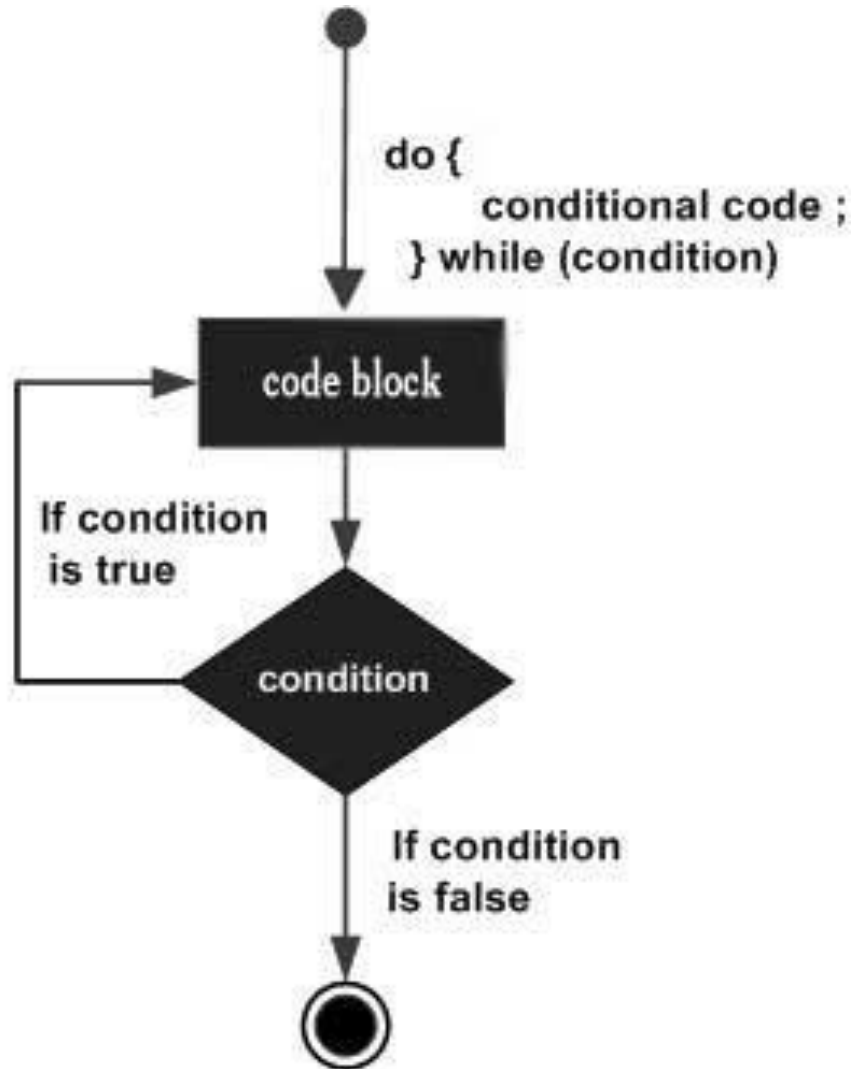 do {
conditional code ;
} while (condition)
code block
If condition
is true
condition
If condition
is false